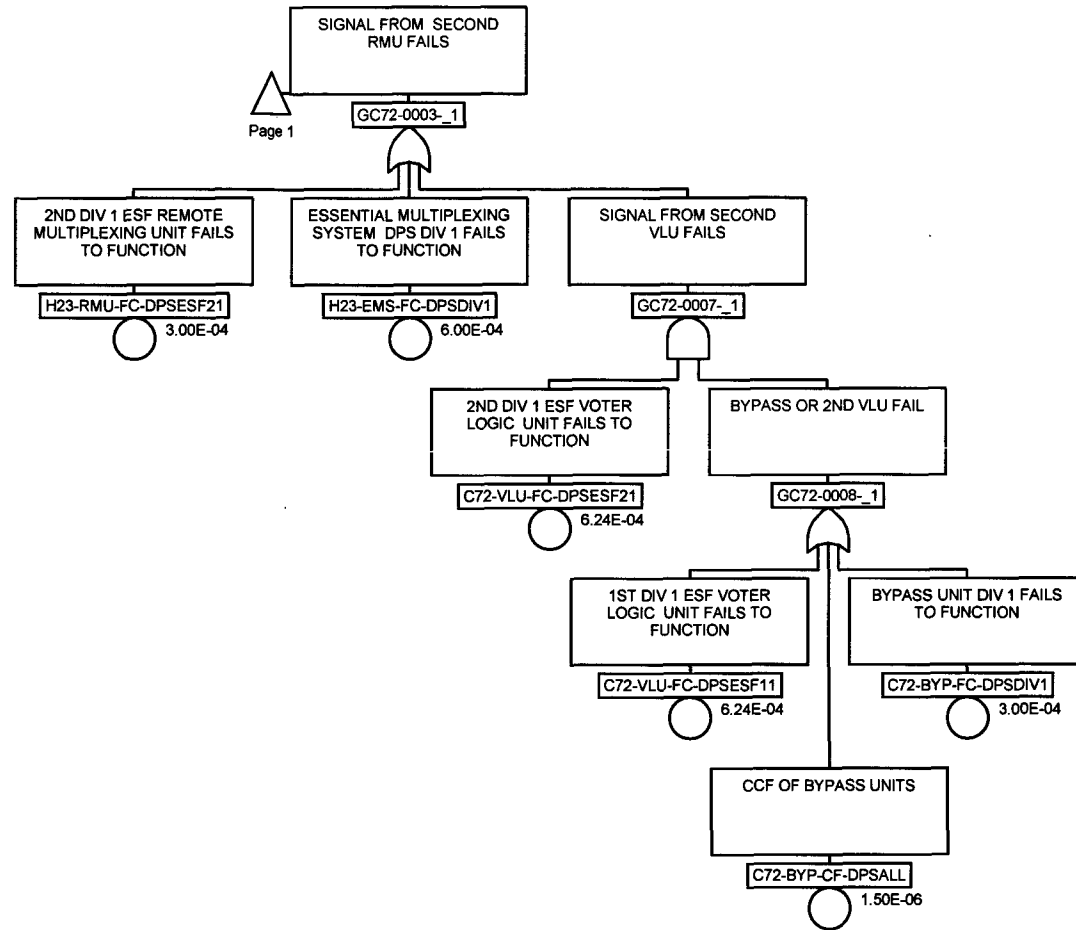 SIGNAL FROM SECOND
RMU FAILS
Page 1
GC72-0003-_1
2ND DIV 1 ESF REMOTE
MULTIPLEXING UNIT FAILS
TO FUNCTION
H23-RMU-FC-DPSESF21
3.00E-04
ESSENTIAL MULTIPLEXING
SYSTEM DPS DIV 1 FAILS
TO FUNCTION
H23-EMS-FC-DPSDIV1
6.00E-04
SIGNAL FROM SECOND
VLU FAILS
GC72-0007-_1
2ND DIV 1 ESF VOTER
LOGIC UNIT FAILS TO
FUNCTION
C72-VLU-FC-DPSESF21
6.24E-04
BYPASS OR 2ND VLU FAIL
GC72-0008-_1
1ST DIV 1 ESF VOTER
LOGIC UNIT FAILS TO
FUNCTION
C72-VLU-FC-DPSESF11
6.24E-04
BYPASS UNIT DIV 1 FAILS
TO FUNCTION
C72-BYP-FC-DPSDIV1
3.00E-04
CCF OF BYPASS UNITS
C72-BYP-CF-DPSALL
1.50E-06